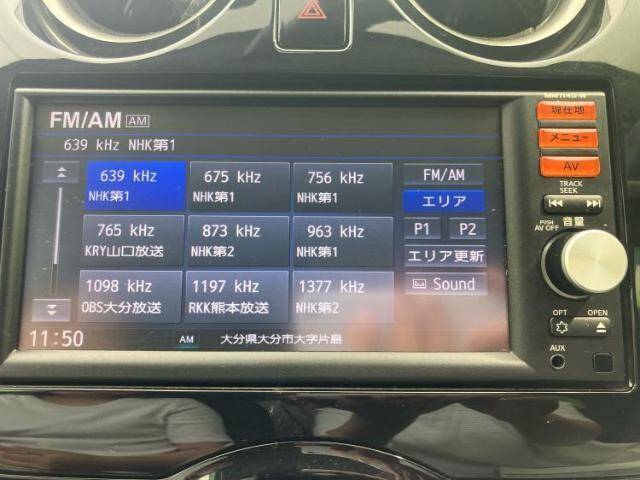 MM114D-W
FM/AM AM
639 kHz NHK第1
639 kHz
NHK第1
675 kHz
NHK第1
756 kHz
NHK第1
FM/AM
エリア
765 kHz
KRY山口放送
873 kHz
NHK第2
963 kHz
NHK第1
P1 P2
エリア更新
1098 kHz
OBS大分放送
1197 kHz
RKK熊本放送
1377 kHz
NHK第2
Sound
11:50
AM
大分県大分市大字片島
現在地
メニュー
AV
TRACK
SEEK
PUSH
AV OFF
音量
OPT OPEN
AUX